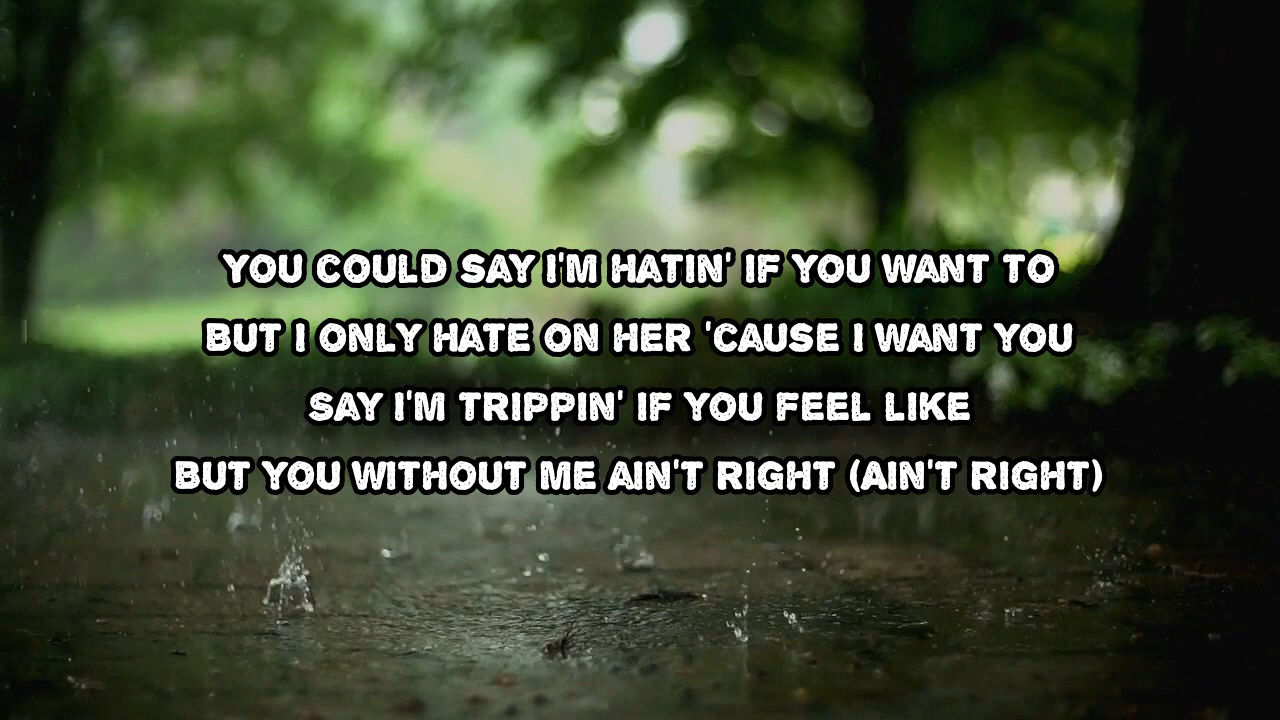 YOU COULD SAY I'M HATIN' IF YOU WANT TO
BUT I ONLY HATE ON HER 'CAUSE I WANT YOU
SAY I'M TRIPPIN' IF YOU FEEL LIKE
BUT YOU WITHOUT ME AIN'T RIGHT (AIN'T RIGHT)